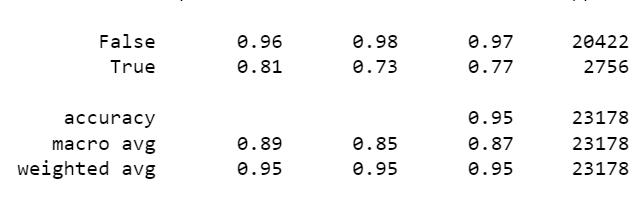 False 0.96 0.98 0.97 20422
True 0.81 0.73 0.77 2756
accuracy 0.95 23178
macro avg 0.89 0.85 0.87 23178
weighted avg 0.95 0.95 0.95 23178